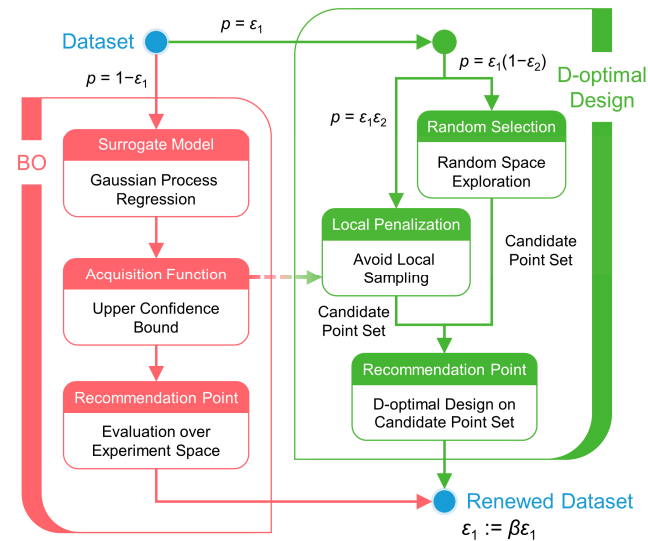 Dataset
p = ε₁
p = 1−ε₁
p = ε₁(1−ε₂)
p = ε₁ε₂
D-optimal
Design
BO
Surrogate Model
Gaussian Process
Regression
Random Selection
Random Space
Exploration
Local Penalization
Avoid Local
Sampling
Candidate
Point Set
Acquisition Function
Upper Confidence
Bound
Candidate
Point Set
Recommendation Point
Evaluation over
Experiment Space
Recommendation Point
D-optimal Design on
Candidate Point Set
Renewed Dataset
ε₁ := βε₁